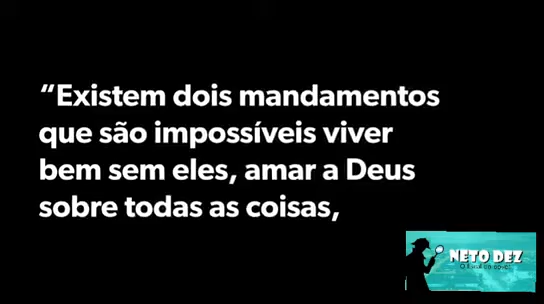 “Existem dois mandamentos
que são impossíveis viver
bem sem eles, amar a Deus
sobre todas as coisas,
NETO DEZ